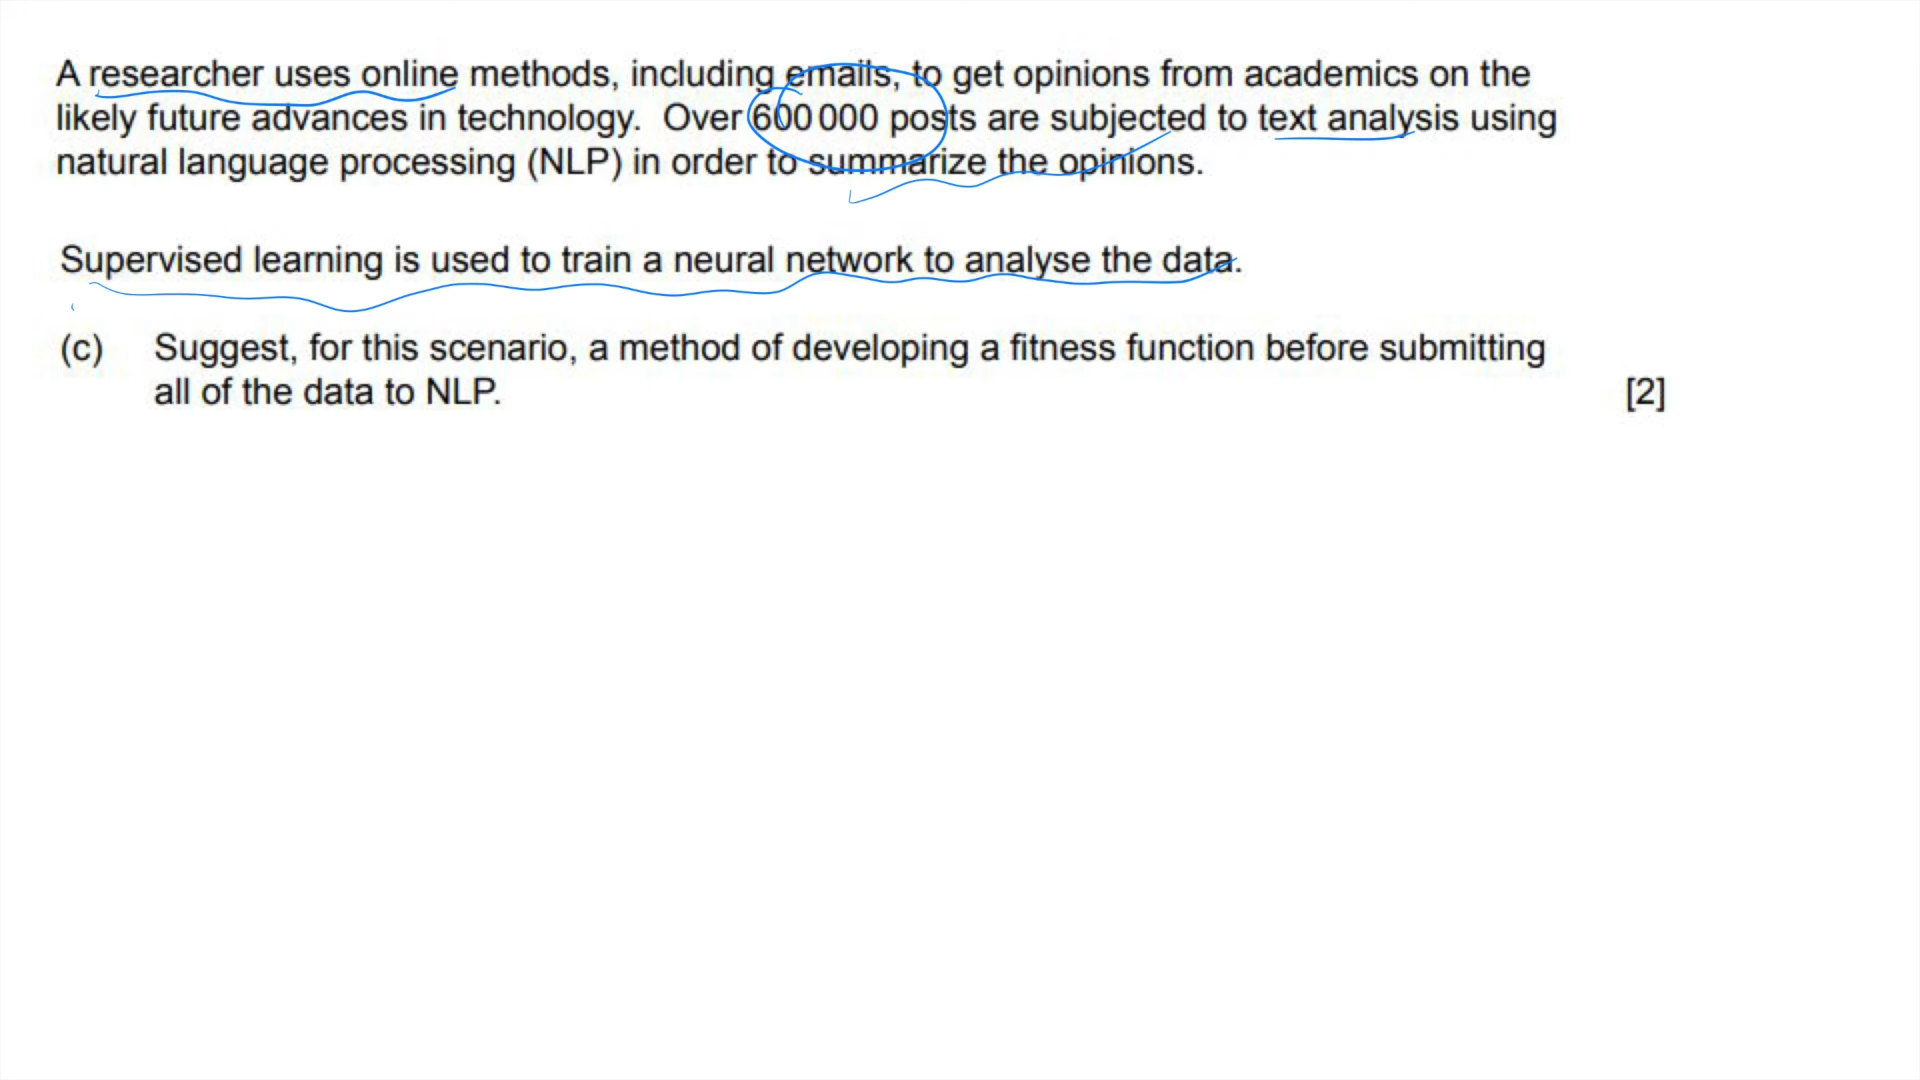 A researcher uses online methods, including emails, to get opinions from academics on the
likely future advances in technology. Over 600 000 posts are subjected to text analysis using
natural language processing (NLP) in order to summarize the opinions.
Supervised learning is used to train a neural network to analyse the data.
(c) Suggest, for this scenario, a method of developing a fitness function before submitting
all of the data to NLP. [2]